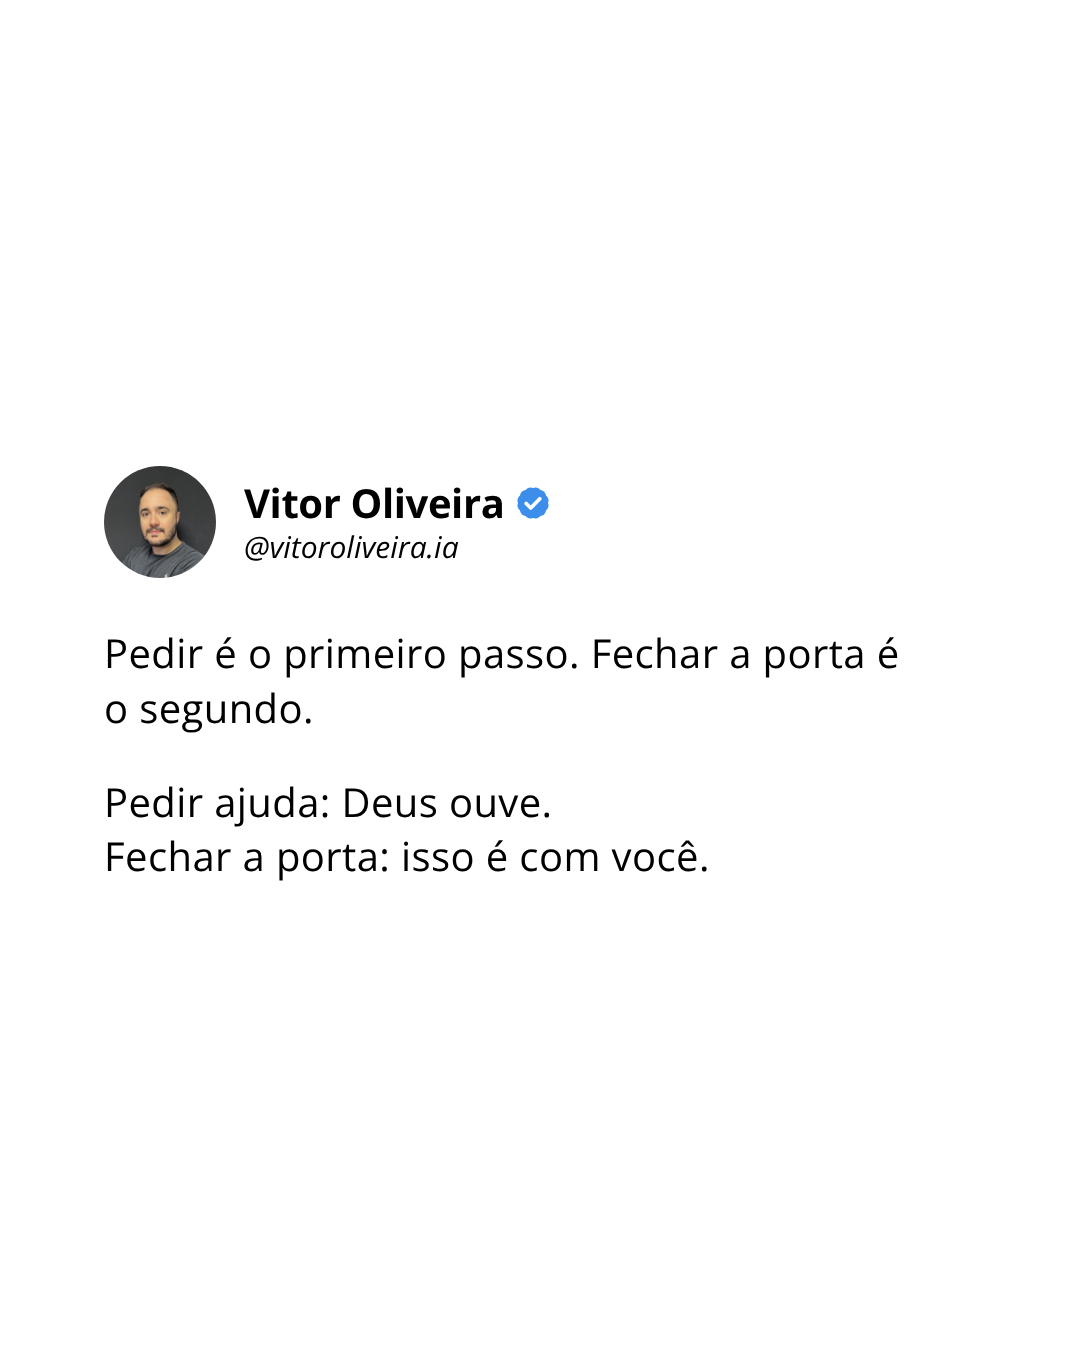 Vitor Oliveira
@vitoroliveira.ia
Pedir é o primeiro passo. Fechar a porta é
o segundo.
Pedir ajuda: Deus ouve.
Fechar a porta: isso é com você.